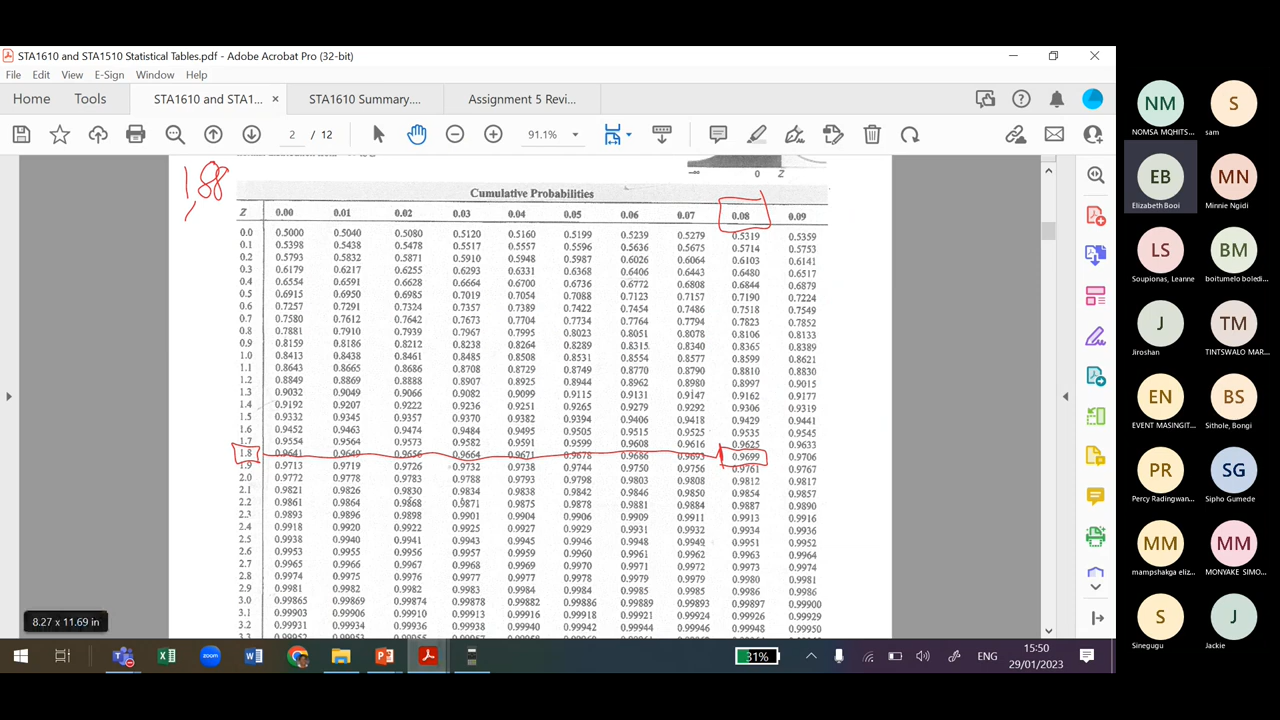 STA1610 and STA1510 Statistical Tables.pdf - Adobe Acrobat Pro (32-bit)
File Edit View E-Sign Window Help
Home Tools STA1610 and STA1... × STA1610 Summary.... Assignment 5 Revi...
2 / 12 91.1%
-∞ 0 Z
1,88
Cumulative Probabilities
Z 0.00 0.01 0.02 0.03 0.04 0.05 0.06 0.07 0.08 0.09
0.0 0.5000 0.5040 0.5080 0.5120 0.5160 0.5199 0.5239 0.5279 0.5319 0.5359
0.1 0.5398 0.5438 0.5478 0.5517 0.5557 0.5596 0.5636 0.5675 0.5714 0.5753
0.2 0.5793 0.5832 0.5871 0.5910 0.5948 0.5987 0.6026 0.6064 0.6103 0.6141
0.3 0.6179 0.6217 0.6255 0.6293 0.6331 0.6368 0.6406 0.6443 0.6480 0.6517
0.4 0.6554 0.6591 0.6628 0.6664 0.6700 0.6736 0.6772 0.6808 0.6844 0.6879
0.5 0.6915 0.6950 0.6985 0.7019 0.7054 0.7088 0.7123 0.7157 0.7190 0.7224
0.6 0.7257 0.7291 0.7324 0.7357 0.7389 0.7422 0.7454 0.7486 0.7518 0.7549
0.7 0.7580 0.7612 0.7642 0.7673 0.7704 0.7734 0.7764 0.7794 0.7823 0.7852
0.8 0.7881 0.7910 0.7939 0.7967 0.7995 0.8023 0.8051 0.8078 0.8106 0.8133
0.9 0.8159 0.8186 0.8212 0.8238 0.8264 0.8289 0.8315 0.8340 0.8365 0.8389
1.0 0.8413 0.8438 0.8461 0.8485 0.8508 0.8531 0.8554 0.8577 0.8599 0.8621
1.1 0.8643 0.8665 0.8686 0.8708 0.8729 0.8749 0.8770 0.8790 0.8810 0.8830
1.2 0.8849 0.8869 0.8888 0.8907 0.8925 0.8944 0.8962 0.8980 0.8997 0.9015
1.3 0.9032 0.9049 0.9066 0.9082 0.9099 0.9115 0.9131 0.9147 0.9162 0.9177
1.4 0.9192 0.9207 0.9222 0.9236 0.9251 0.9265 0.9279 0.9292 0.9306 0.9319
1.5 0.9332 0.9345 0.9357 0.9370 0.9382 0.9394 0.9406 0.9418 0.9429 0.9441
1.6 0.9452 0.9463 0.9474 0.9484 0.9495 0.9505 0.9515 0.9525 0.9535 0.9545
1.7 0.9554 0.9564 0.9573 0.9582 0.9591 0.9599 0.9608 0.9616 0.9625 0.9633
1.8 0.9641 0.9649 0.9656 0.9664 0.9671 0.9678 0.9686 0.9693 0.9699 0.9706
1.9 0.9713 0.9719 0.9726 0.9732 0.9738 0.9744 0.9750 0.9756 0.9761 0.9767
2.0 0.9772 0.9778 0.9783 0.9788 0.9793 0.9798 0.9803 0.9808 0.9812 0.9817
2.1 0.9821 0.9826 0.9830 0.9834 0.9838 0.9842 0.9846 0.9850 0.9854 0.9857
2.2 0.9861 0.9864 0.9868 0.9871 0.9875 0.9878 0.9881 0.9884 0.9887 0.9890
2.3 0.9893 0.9896 0.9898 0.9901 0.9904 0.9906 0.9909 0.9911 0.9913 0.9916
2.4 0.9918 0.9920 0.9922 0.9925 0.9927 0.9929 0.9931 0.9932 0.9934 0.9936
2.5 0.9938 0.9940 0.9941 0.9943 0.9945 0.9946 0.9948 0.9949 0.9951 0.9952
2.6 0.9953 0.9955 0.9956 0.9957 0.9959 0.9960 0.9961 0.9962 0.9963 0.9964
2.7 0.9965 0.9966 0.9967 0.9968 0.9969 0.9970 0.9971 0.9972 0.9973 0.9974
2.8 0.9974 0.9975 0.9976 0.9977 0.9977 0.9978 0.9979 0.9979 0.9980 0.9981
2.9 0.9981 0.9982 0.9982 0.9983 0.9984 0.9984 0.9985 0.9985 0.9986 0.9986
3.0 0.99865 0.99869 0.99874 0.99878 0.99882 0.99886 0.99889 0.99893 0.99897 0.99900
3.1 0.99903 0.99906 0.99910 0.99913 0.99916 0.99918 0.99921 0.99924 0.99926 0.99929
3.2 0.99931 0.99934 0.99936 0.99938 0.99940 0.99942 0.99944 0.99946 0.99948 0.99950
8.27 x 11.69 in
31%
ENG
15:50
29/01/2023
NM S
NOMSA MQHITS... sam
EB MN
Elizabeth Booi Minnie Ngidi
LS BM
Soupionas, Leanne boitumelo boledi...
J TM
Jiroshan TINTSWALO MAR...
EN BS
EVENT MASINGIT... Sithole, Bongi
PR SG
Percy Radingwan... Sipho Gumede
MM MM
mampshakga eliz... MONYAKE SIMO...
S J
Sinegugu Jackie